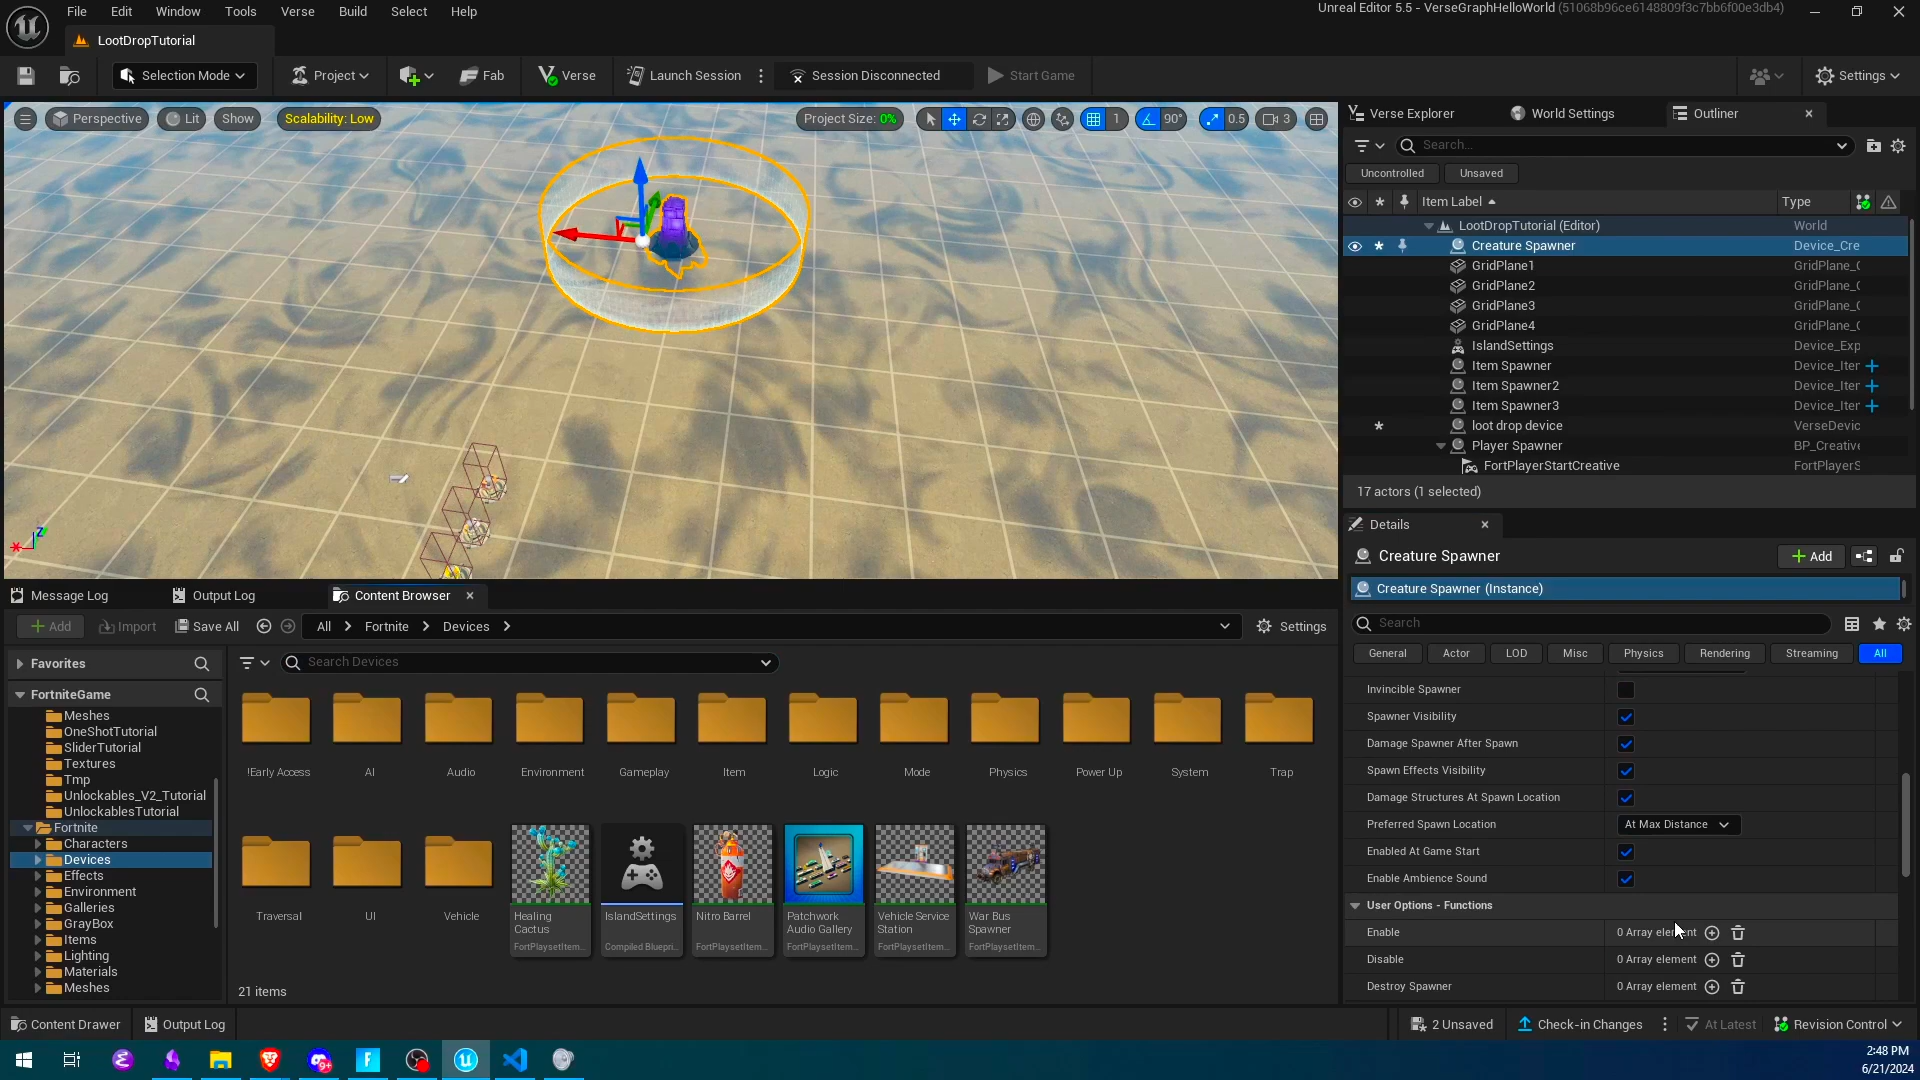 File Edit Window Tools Verse Build Select Help
Unreal Editor 5.5 - VerseGraphHelloWorld (51068b96ce6148809f3c7bb6f00e3db4)
LootDropTutorial
Selection Mode Project Fab Verse Launch Session Session Disconnected Start Game Settings
Perspective Lit Show Scalability: Low Project Size: 0% 1 90° 0.5 3
Verse Explorer World Settings Outliner
Search...
Uncontrolled Unsaved
Item Label Type
LootDropTutorial (Editor) World
Creature Spawner Device_Cre
GridPlane1 GridPlane_C
GridPlane2 GridPlane_C
GridPlane3 GridPlane_C
GridPlane4 GridPlane_C
IslandSettings Device_Exp
Item Spawner Device_Iter
Item Spawner2 Device_Iter
Item Spawner3 Device_Iter
loot drop device VerseDevic
Player Spawner BP_Creative
FortPlayerStartCreative FortPlayerS
17 actors (1 selected)
Details
Creature Spawner Add
Creature Spawner (Instance)
Search
General Actor LOD Misc Physics Rendering Streaming All
Invincible Spawner
Spawner Visibility
Damage Spawner After Spawn
Spawn Effects Visibility
Damage Structures At Spawn Location
Preferred Spawn Location At Max Distance
Enabled At Game Start
Enable Ambience Sound
User Options - Functions
Enable 0 Array element
Disable 0 Array element
Destroy Spawner 0 Array element
Message Log Output Log Content Browser
Add Import Save All All Fortnite Devices Settings
Favorites
FortniteGame
Meshes
OneShotTutorial
SliderTutorial
Textures
Tmp
Unlockables_V2_Tutorial
UnlockablesTutorial
Fortnite
Characters
Devices
Effects
Environment
Galleries
GrayBox
Items
Lighting
Materials
Meshes
Search Devices
!Early Access AI Audio Environment Gameplay Item Logic Mode Physics Power Up System Trap
Traversal UI Vehicle
Healing Cactus
FortPlaysetItem...
IslandSettings
Compiled Bluepri...
Nitro Barrel
FortPlaysetItem...
Patchwork Audio Gallery
FortPlaysetItem...
Vehicle Service Station
FortPlaysetItem...
War Bus Spawner
FortPlaysetItem...
21 items
Content Drawer Output Log 2 Unsaved Check-in Changes At Latest Revision Control
9+
2:48 PM
6/21/2024